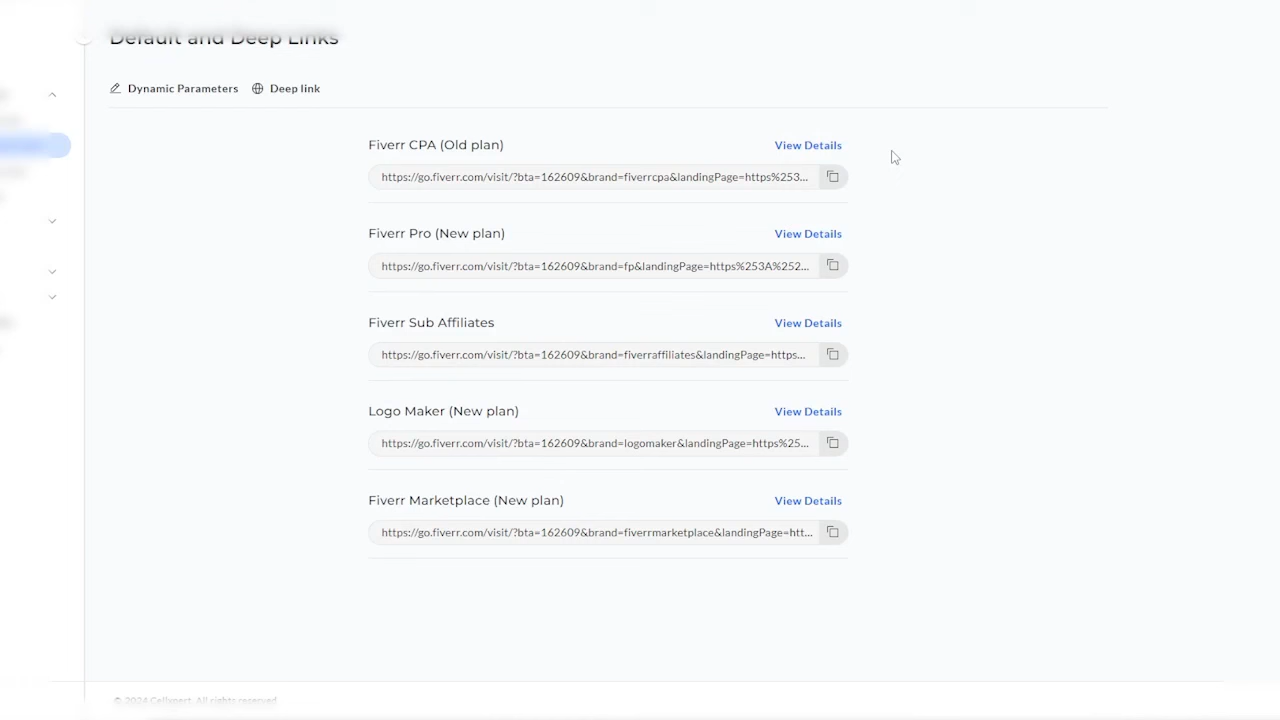 Default and Deep Links
Dynamic Parameters Deep link
Fiverr CPA (Old plan) View Details
https://go.fiverr.com/visit/?bta=162609&brand=fiverrcpa&landingPage=https%253...
Fiverr Pro (New plan) View Details
https://go.fiverr.com/visit/?bta=162609&brand=fp&landingPage=https%253A%252...
Fiverr Sub Affiliates View Details
https://go.fiverr.com/visit/?bta=162609&brand=fiverraffiliates&landingPage=https...
Logo Maker (New plan) View Details
https://go.fiverr.com/visit/?bta=162609&brand=logomaker&landingPage=https%25...
Fiverr Marketplace (New plan) View Details
https://go.fiverr.com/visit/?bta=162609&brand=fiverrmarketplace&landingPage=htt...
© 2024 Cellxpert. All rights reserved